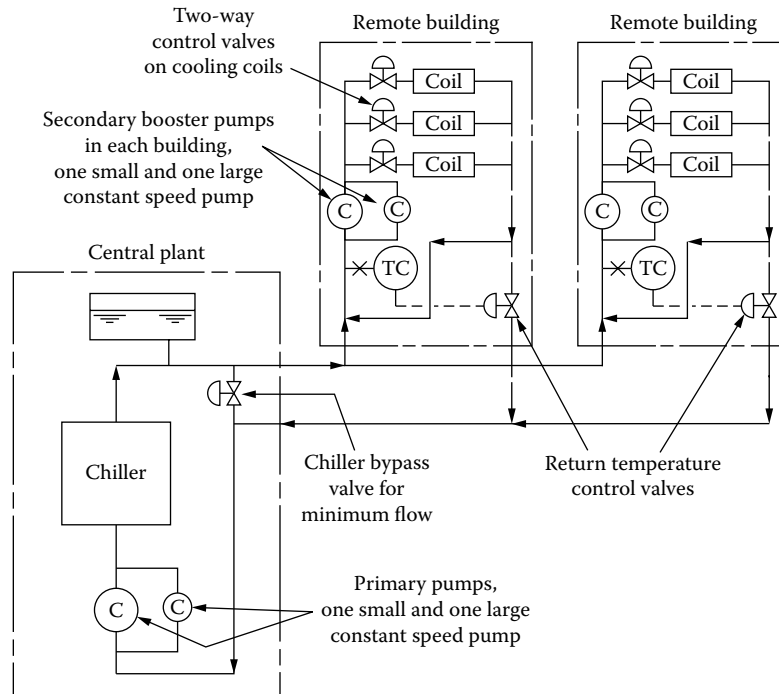 Two-way
control valves
on cooling coils
Remote building
Remote building
Coil
Coil
Coil
Coil
Coil
Coil
Secondary booster pumps
in each building,
one small and one large
constant speed pump
C
C
C
C
TC
TC
Central plant
Chiller
Chiller bypass
valve for
minimum flow
Return temperature
control valves
C
C
Primary pumps,
one small and one large
constant speed pump